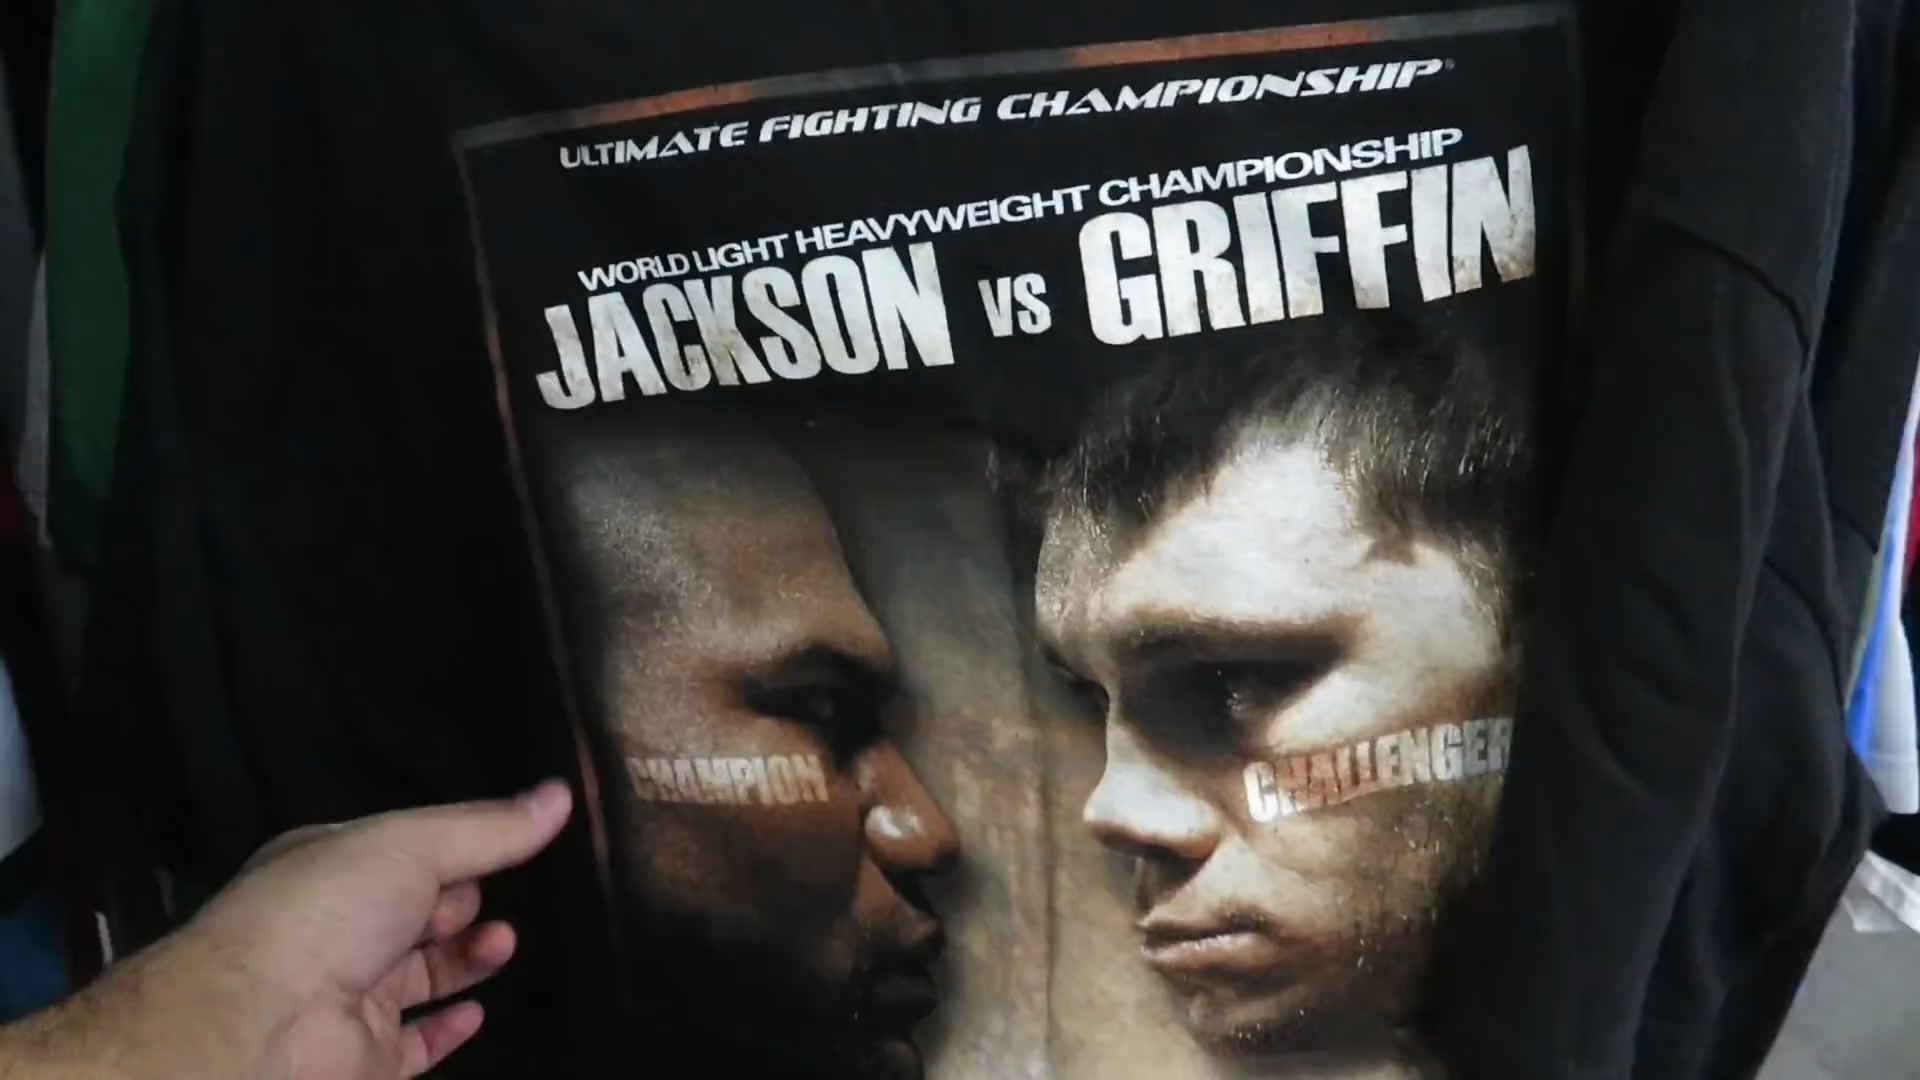 ULTIMATE FIGHTING CHAMPIONSHIP
WORLD LIGHT HEAVYWEIGHT CHAMPIONSHIP
JACKSON VS GRIFFIN
CHAMPION
CHALLENGER